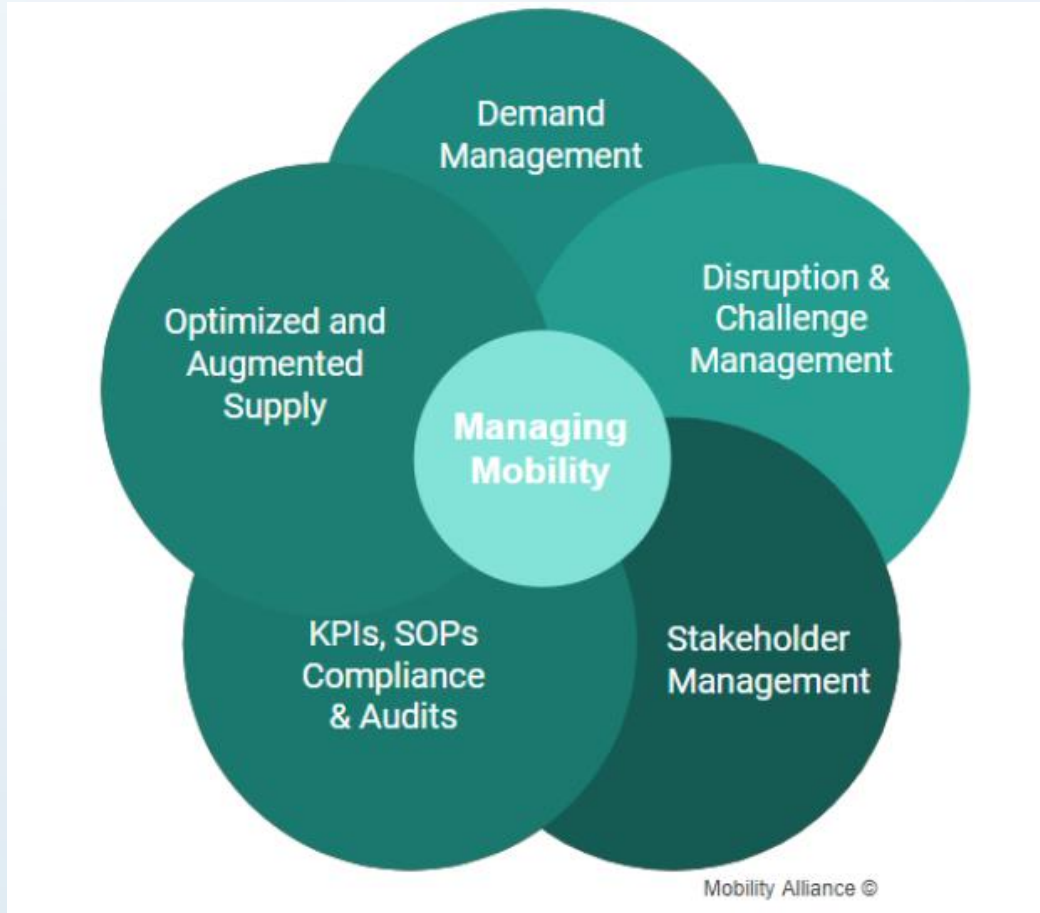 Demand
Management
Disruption &
Challenge
Management
Optimized and
Augmented
Supply
Managing
Mobility
KPIs, SOPs
Compliance
& Audits
Stakeholder
Management
Mobility Alliance ©